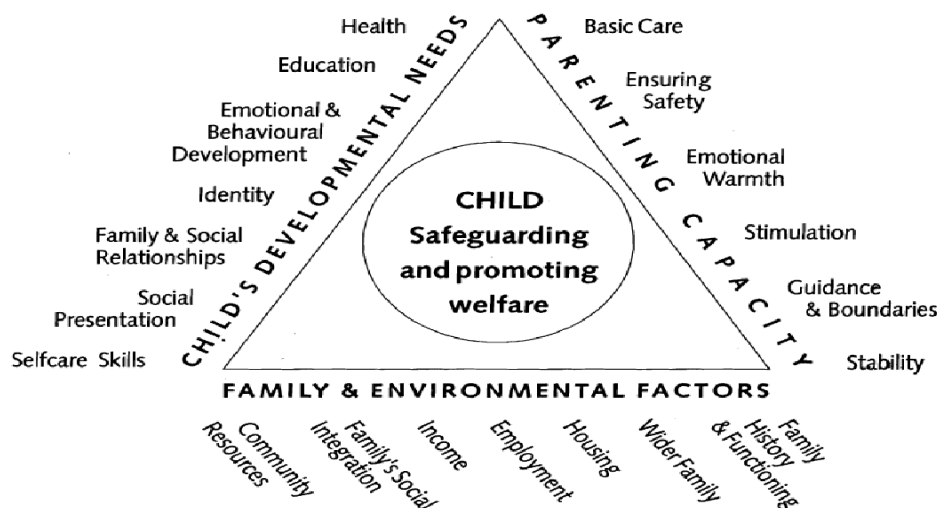 Health
Education
Emotional &
Behavioural
Development
Identity
Family & Social
Relationships
Social
Presentation
Selfcare Skills
CHILD'S DEVELOPMENTAL NEEDS
CHILD
Safeguarding
and promoting
welfare
PARENTING CAPACITY
Basic Care
Ensuring
Safety
Emotional
Warmth
Stimulation
Guidance
& Boundaries
Stability
FAMILY & ENVIRONMENTAL FACTORS
Community
Resources
Family's Social
Integration
Income
Employment
Housing
Wider Family
Family
History
& Functioning